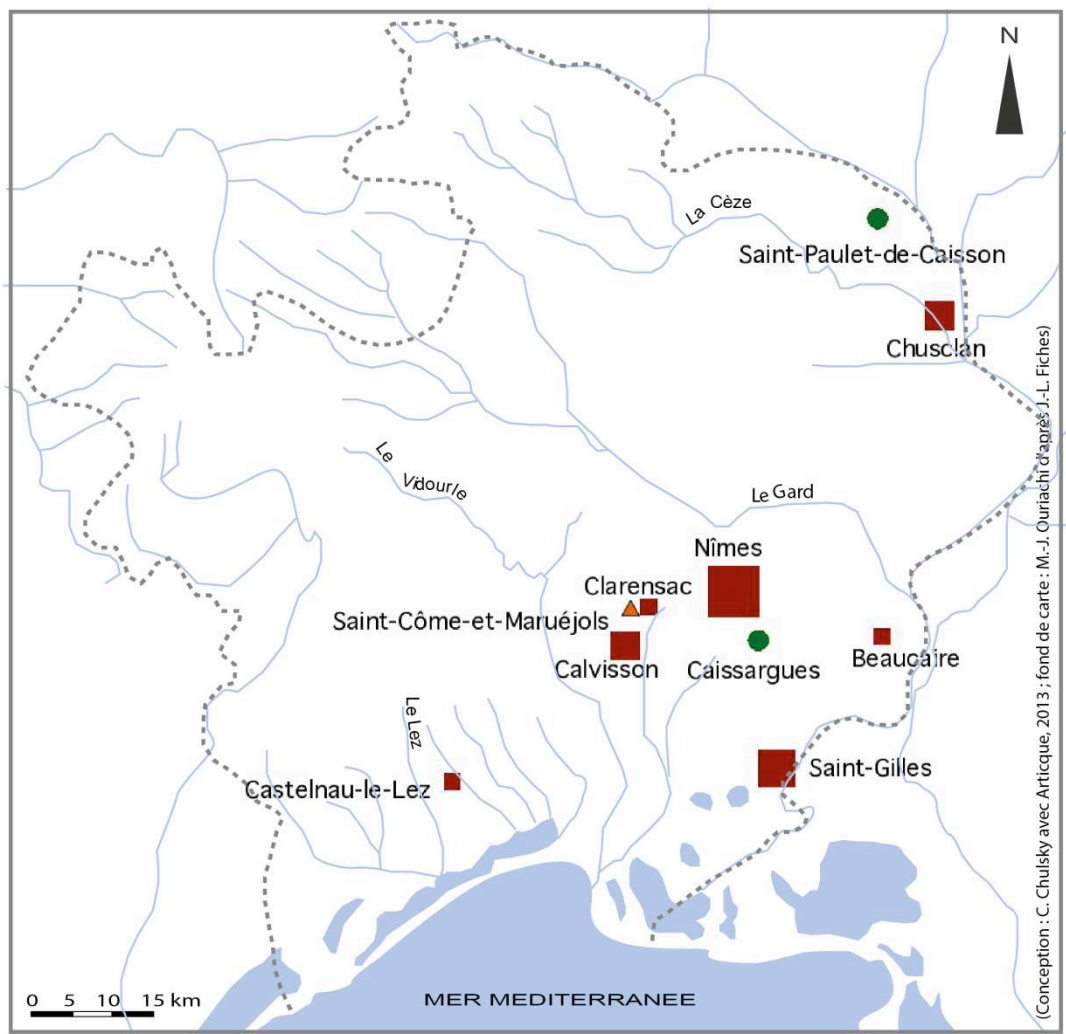 N
La Cèze
Saint-Paulet-de-Caisson
Chusclan
Le Vidourle
Le Gard
Nîmes
Clarensac
Saint-Côme-et-Maruéjols
Calvisson
Caissargues
Beaucaire
Le Lez
Saint-Gilles
Castelnau-le-Lez
0 5 10 15 km
MER MEDITERRANEE
(Conception : C. Chulsky avec Articque, 2013 ; fond de carte : M.-J. Ouriachi d'après J.-L. Fiches)